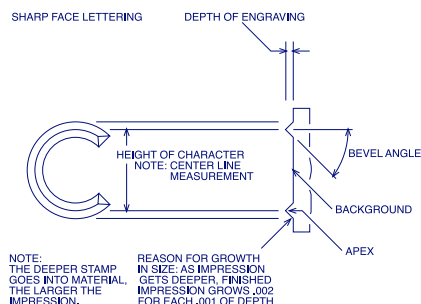 SHARP FACE LETTERING
DEPTH OF ENGRAVING
HEIGHT OF CHARACTER
NOTE: CENTER LINE
MEASUREMENT
BEVEL ANGLE
BACKGROUND
APEX
NOTE:
THE DEEPER STAMP
GOES INTO MATERIAL,
THE LARGER THE
IMPRESSION.
REASON FOR GROWTH
IN SIZE: AS IMPRESSION
GETS DEEPER, FINISHED
IMPRESSION GROWS .002
FOR EACH .001 OF DEPTH